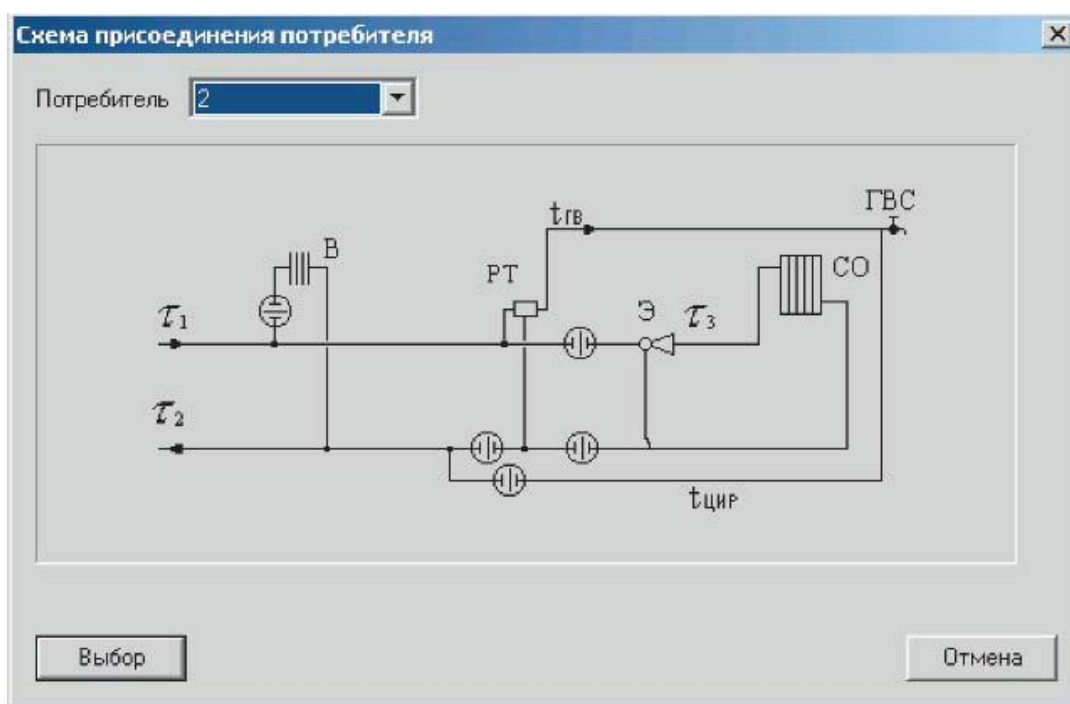 Схема присоединения потребителя
Потребитель 2
ГВС
tГВ
В
РТ
СО
τ1
Э
τ3
τ2
tЦИР
Выбор
Отмена